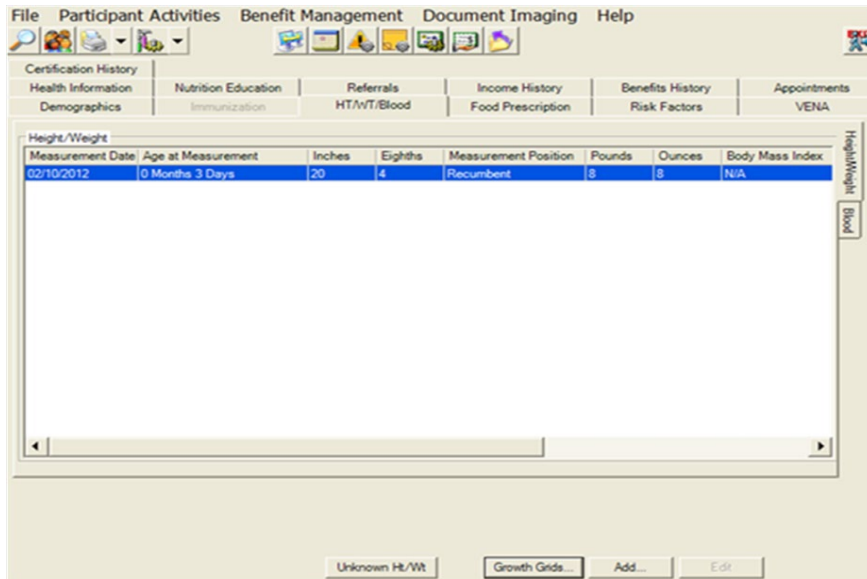 File Participant Activities Benefit Management Document Imaging Help
Certification History
Health Information Nutrition Education Referrals Income History Benefits History Appointments
Demographics Immunization HT/WT/Blood Food Prescription Risk Factors VENA
Height/Weight
Measurement Date Age at Measurement Inches Eighths Measurement Position Pounds Ounces Body Mass Index
02/10/2012 0 Months 3 Days 20 4 Recumbent 8 8 N/A
Height/Weight
Blood
Unknown Ht/Wt Growth Grids... Add... Edit